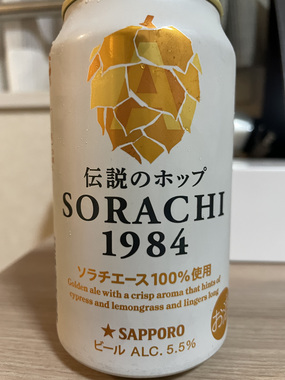 伝説のホップ
SORACHI
1984
ソラチエース100%使用
Golden ale with a crisp aroma that hints of
cypress and lemongrass and lingers long
★SAPPORO
ビール ALC. 5.5%
お酒